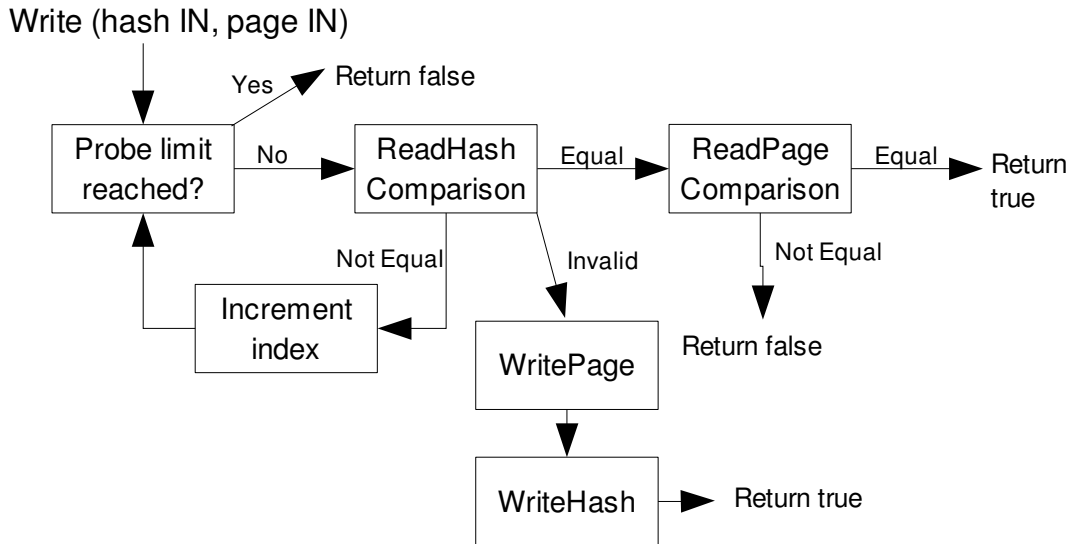 Write (hash IN, page IN)
Yes
Return false
Probe limit
reached?
No
ReadHash
Comparison
Equal
ReadPage
Comparison
Equal
Return
true
Not Equal
Invalid
Not Equal
Increment
index
WritePage
Return false
WriteHash
Return true